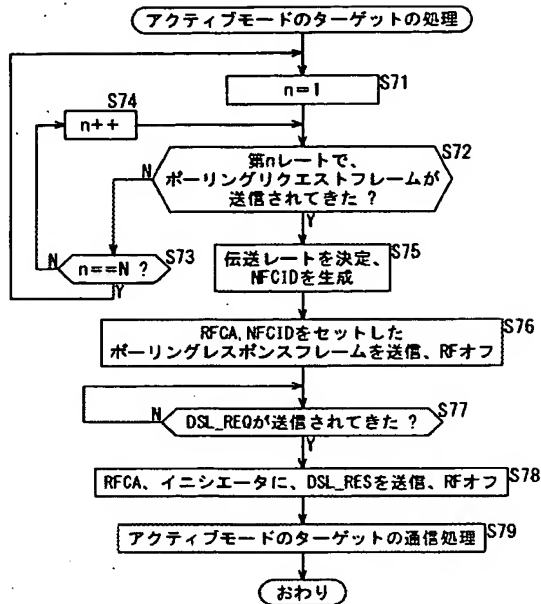 アクティブモードのターゲットの処理
n=1
S71
S74
n++
S72
第nレートで、
ポーリングリクエストフレームが
送信されてきた ?
N
Y
S73
n==N ?
N
Y
S75
伝送レートを決定、
NFCIDを生成
S76
RFCA,NFCIDをセットした
ポーリングレスポンスフレームを送信、RFオフ
S77
N
DSL_REQが送信されてきた ?
Y
S78
RFCA、イニシエータに、DSL_RESを送信、RFオフ
S79
アクティブモードのターゲットの通信処理
おわり